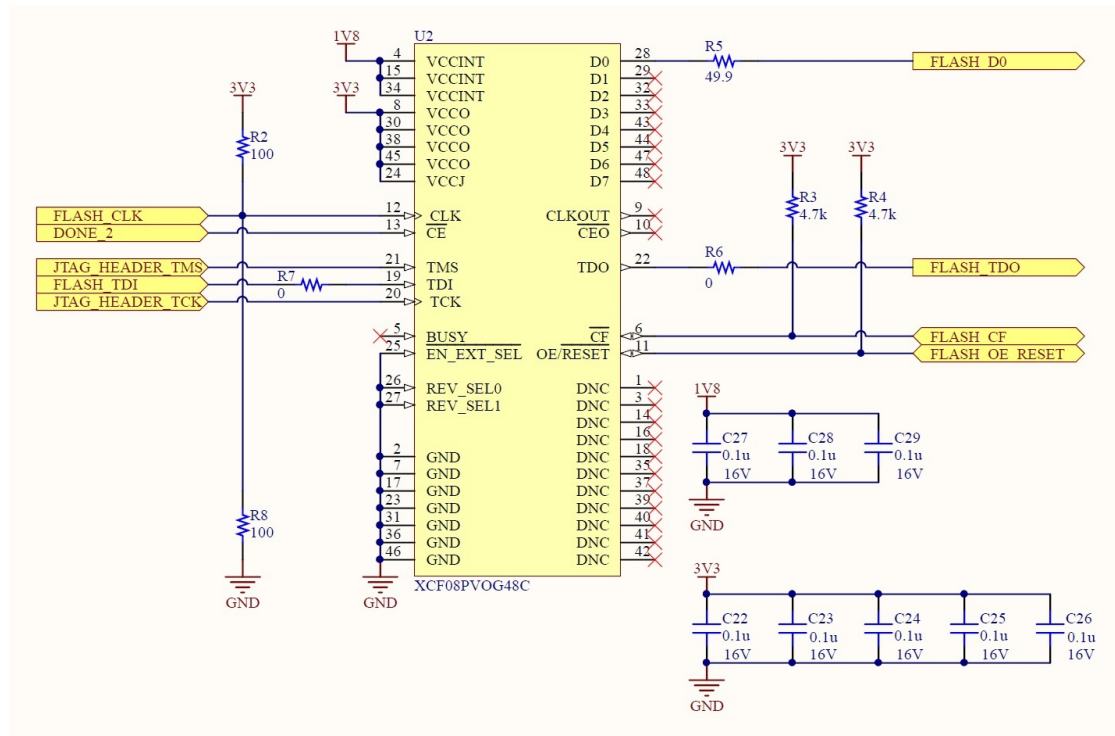 1V8
U2
4 VCCINT
15 VCCINT
34 VCCINT
3V3
8 VCCO
30 VCCO
38 VCCO
45 VCCO
24 VCCJ
D0 28
D1 29
D2 32
D3 33
D4 43
D5 44
D6 47
D7 48
R5
49.9
FLASH_D0
3V3
R2
100
FLASH_CLK
DONE_2
12 CLK
13 CE
CLKOUT 9
CEO 10
3V3
R3
4.7k
3V3
R4
4.7k
JTAG_HEADER_TMS
FLASH_TDI
JTAG_HEADER_TCK
R7
0
21 TMS
19 TDI
20 TCK
TDO 22
R6
0
FLASH_TDO
5 BUSY
25 EN_EXT_SEL
CF 6
OE/RESET 11
FLASH_CF
FLASH_OE_RESET
26 REV_SEL0
27 REV_SEL1
2 GND
7 GND
17 GND
23 GND
31 GND
36 GND
46 GND
DNC 1
DNC 3
DNC 14
DNC 16
DNC 18
DNC 35
DNC 37
DNC 39
DNC 40
DNC 41
DNC 42
R8
100
GND
GND
XCF08PVOG48C
1V8
C27
0.1u
16V
C28
0.1u
16V
C29
0.1u
16V
GND
3V3
C22
0.1u
16V
C23
0.1u
16V
C24
0.1u
16V
C25
0.1u
16V
C26
0.1u
16V
GND